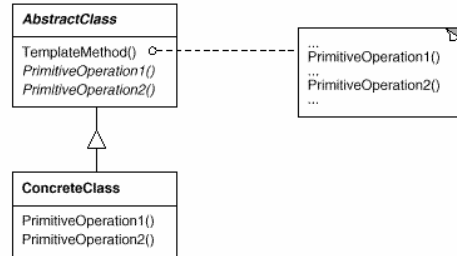 AbstractClass
TemplateMethod()
PrimitiveOperation1()
PrimitiveOperation2()
...
PrimitiveOperation1()
...
PrimitiveOperation2()
...
ConcreteClass
PrimitiveOperation1()
PrimitiveOperation2()